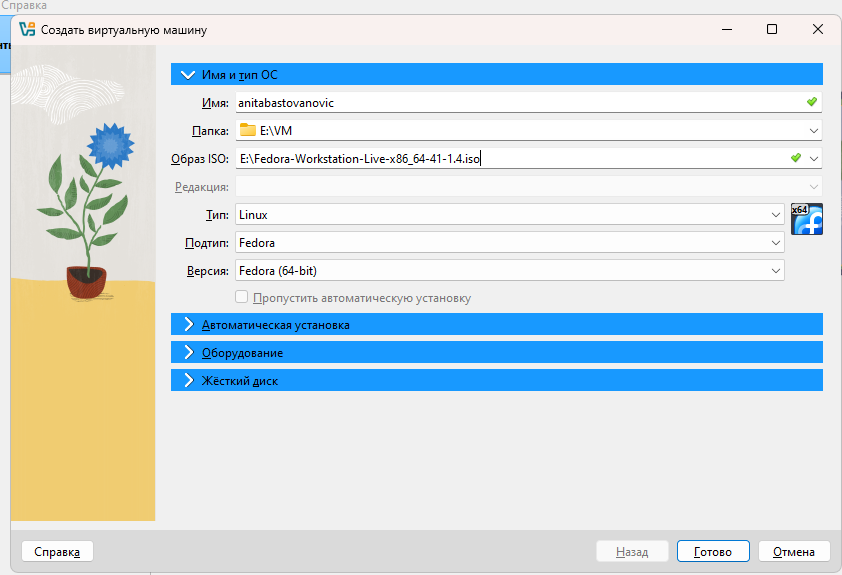 Справка
Создать виртуальную машину
Имя и тип ОС
Имя: anitabastovanovic
Папка: E:\VM
Образ ISO: E:\Fedora-Workstation-Live-x86_64-41-1.4.iso
Редакция:
Тип: Linux
x64
Подтип: Fedora
Версия: Fedora (64-bit)
Пропустить автоматическую установку
Автоматическая установка
Оборудование
Жёсткий диск
Справка
Назад
Готово
Отмена